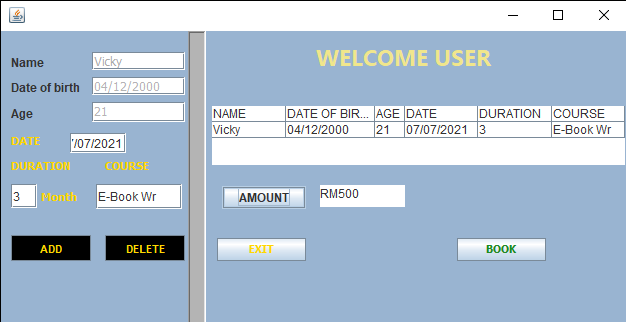 WELCOME USER
Name Vicky
Date of birth 04/12/2000
Age 21
DATE '/07/2021
DURATION COURSE
3 Month E-Book Wr
ADD DELETE
NAME DATE OF BIR... AGE DATE DURATION COURSE
Vicky 04/12/2000 21 07/07/2021 3 E-Book Wr
AMOUNT RM500
EXIT BOOK